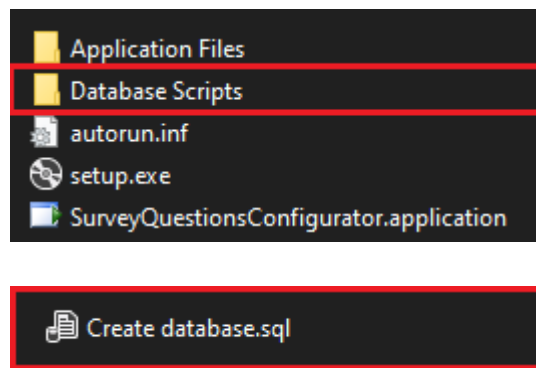 Application Files
Database Scripts
autorun.inf
setup.exe
SurveyQuestionsConfigurator.application
Create database.sql